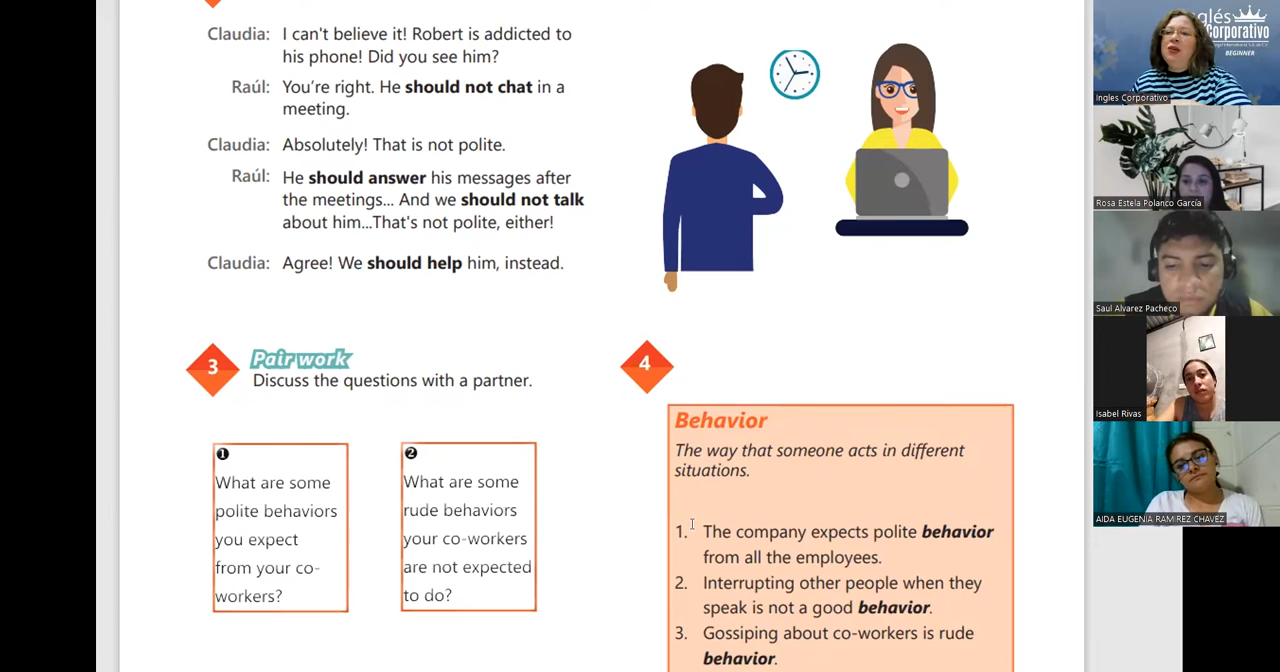 Claudia: I can't believe it! Robert is addicted to
his phone! Did you see him?
Raúl: You're right. He should not chat in a
meeting.
Claudia: Absolutely! That is not polite.
Raúl: He should answer his messages after
the meetings... And we should not talk
about him...That's not polite, either!
Claudia: Agree! We should help him, instead.
3
Pair work
Discuss the questions with a partner.
❶
What are some
polite behaviors
you expect
from your co-
workers?
❷
What are some
rude behaviors
your co-workers
are not expected
to do?
4
Behavior
The way that someone acts in different
situations.
1. The company expects polite behavior
from all the employees.
2. Interrupting other people when they
speak is not a good behavior.
3. Gossiping about co-workers is rude
behavior.
nglés
Corporativo
BEGINNER
Ingles Corporativo
Rosa Estela Polanco García
Saul Alvarez Pacheco
Isabel Rivas
AIDA EUGENIA RAM REZ CHAVEZ